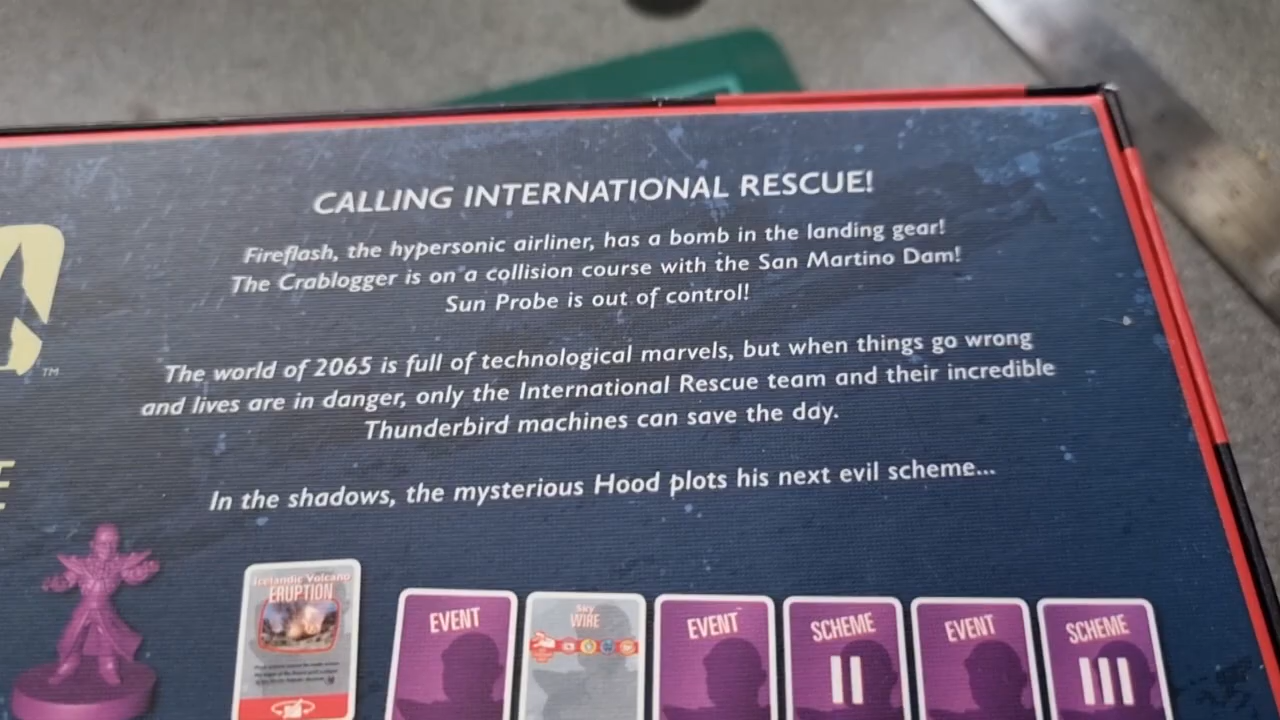 CALLING INTERNATIONAL RESCUE!
Fireflash, the hypersonic airliner, has a bomb in the landing gear!
The Crablogger is on a collision course with the San Martino Dam!
Sun Probe is out of control!
The world of 2065 is full of technological marvels, but when things go wrong
and lives are in danger, only the International Rescue team and their incredible
Thunderbird machines can save the day.
In the shadows, the mysterious Hood plots his next evil scheme...
TM
E
Icelandic Volcano
ERUPTION
EVENT
Sky
WIRE
EVENT
SCHEME
II
EVENT
SCHEME
III